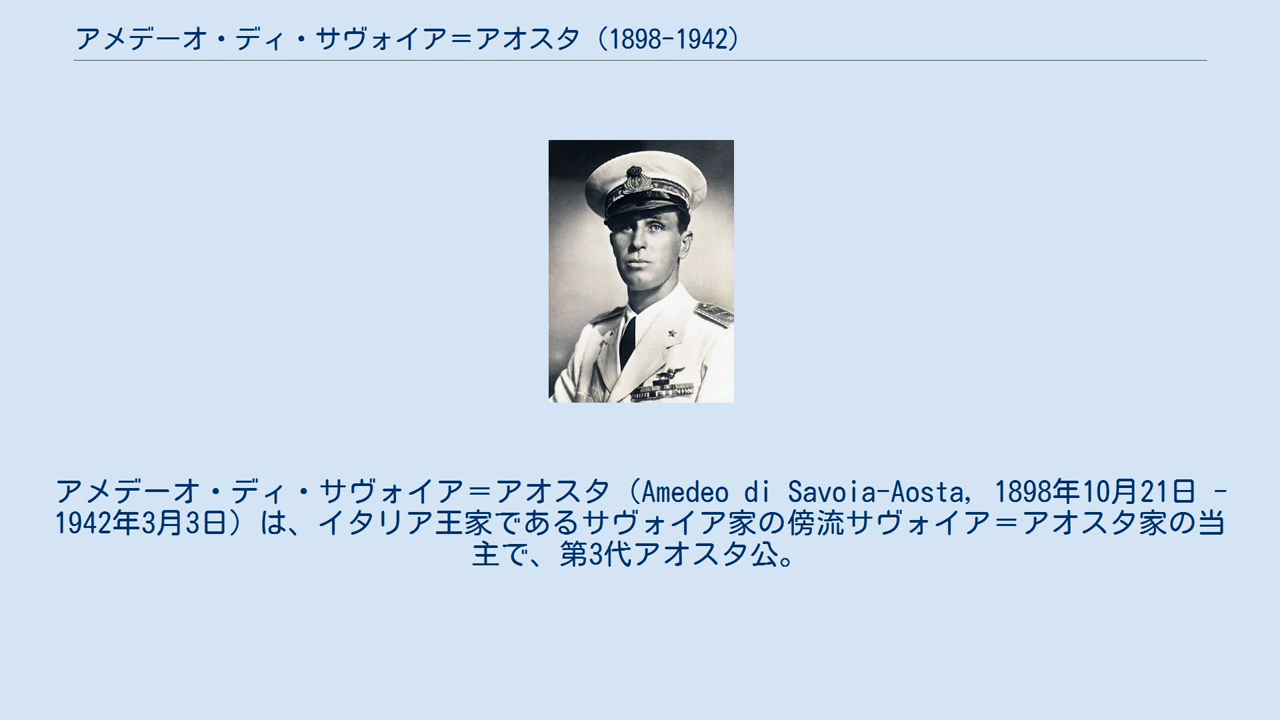 アメデーオ・ディ・サヴォイア＝アオスタ（1898-1942）
アメデーオ・ディ・サヴォイア＝アオスタ（Amedeo di Savoia-Aosta, 1898年10月21日 -
1942年3月3日）は、イタリア王家であるサヴォイア家の傍流サヴォイア＝アオスタ家の当
主で、第3代アオスタ公。